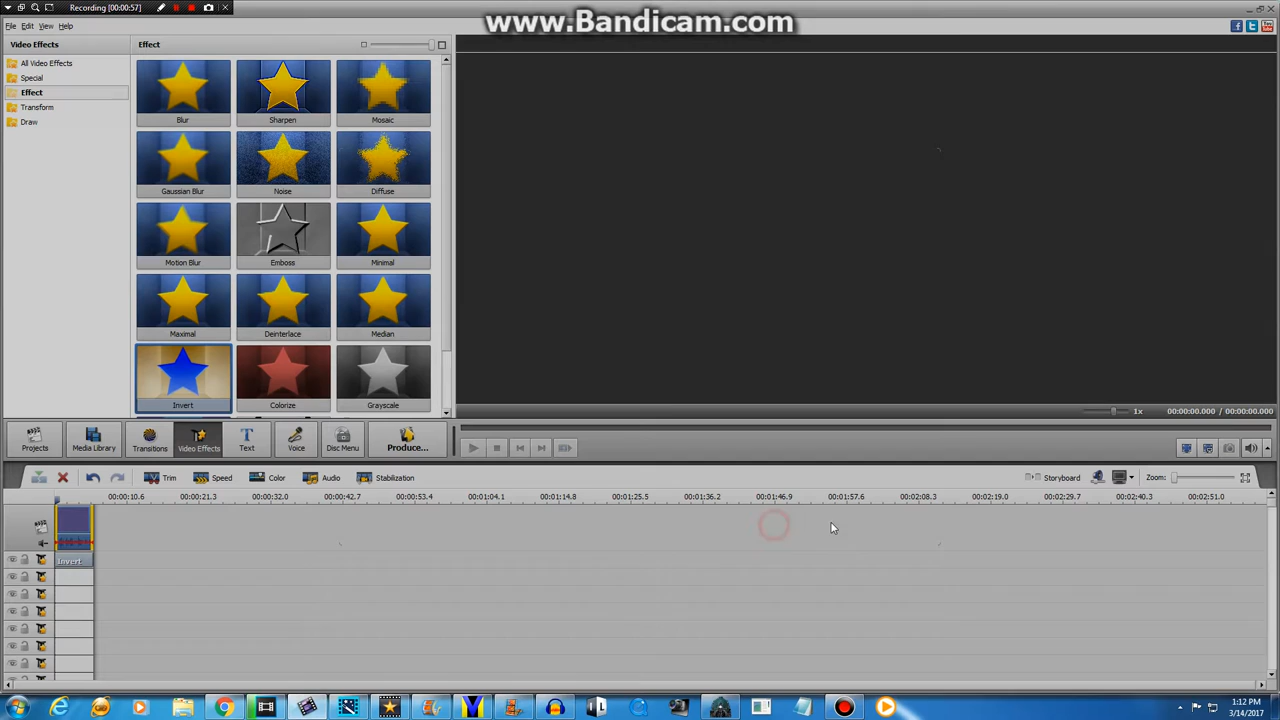 Recording [00:00:57]
www.Bandicam.com
File Edit View Help
Video Effects
Effect
All Video Effects
Special
Effect
Transform
Draw
Blur Sharpen Mosaic
Gaussian Blur Noise Diffuse
Motion Blur Emboss Minimal
Maximal Deinterlace Median
Invert Colorize Grayscale
1x 00:00:00.000 / 00:00:00.000
Projects Media Library Transitions Video Effects Text Voice Disc Menu Produce...
Trim Speed Color Audio Stabilization Storyboard Zoom:
00:00:10.6 00:00:21.3 00:00:32.0 00:00:42.7 00:00:53.4 00:01:04.1 00:01:14.8 00:01:25.5 00:01:36.2 00:01:46.9 00:01:57.6 00:02:08.3 00:02:19.0 00:02:29.7 00:02:40.3 00:02:51.0
Invert
1:12 PM
3/14/2017